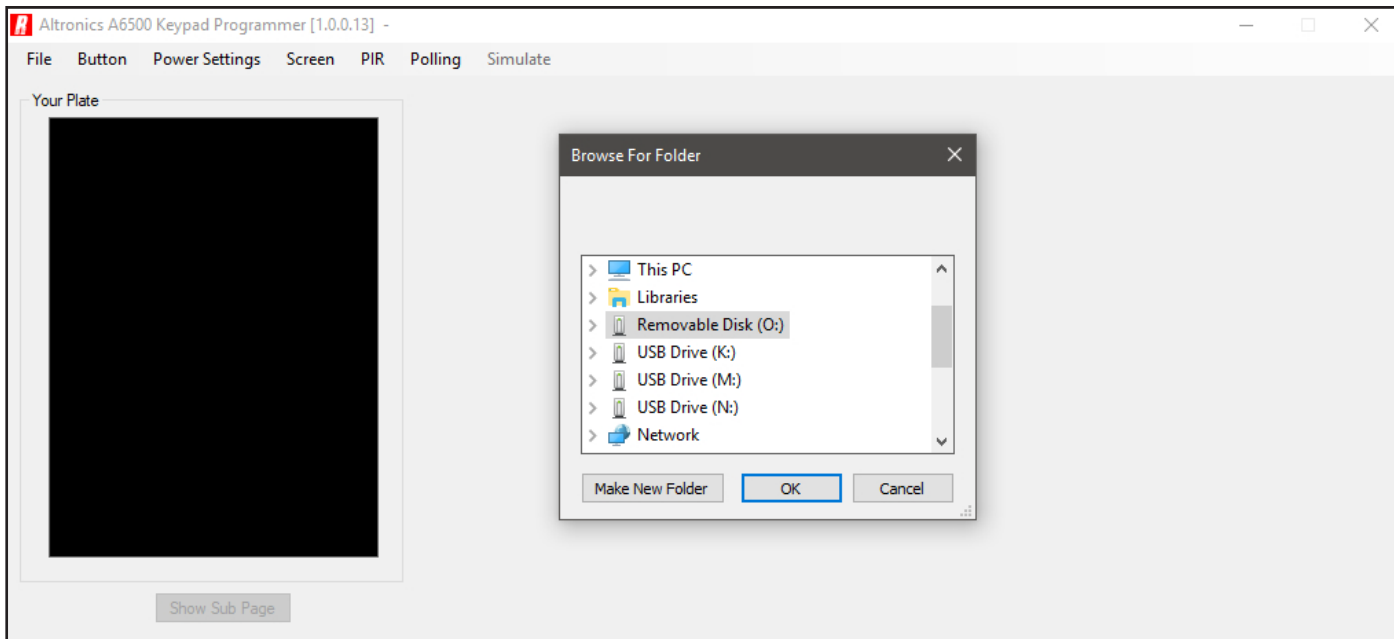 Altronics A6500 Keypad Programmer [1.0.0.13] -
File Button Power Settings Screen PIR Polling Simulate
Your Plate
Browse For Folder
This PC
Libraries
Removable Disk (O:)
USB Drive (K:)
USB Drive (M:)
USB Drive (N:)
Network
Make New Folder OK Cancel
Show Sub Page